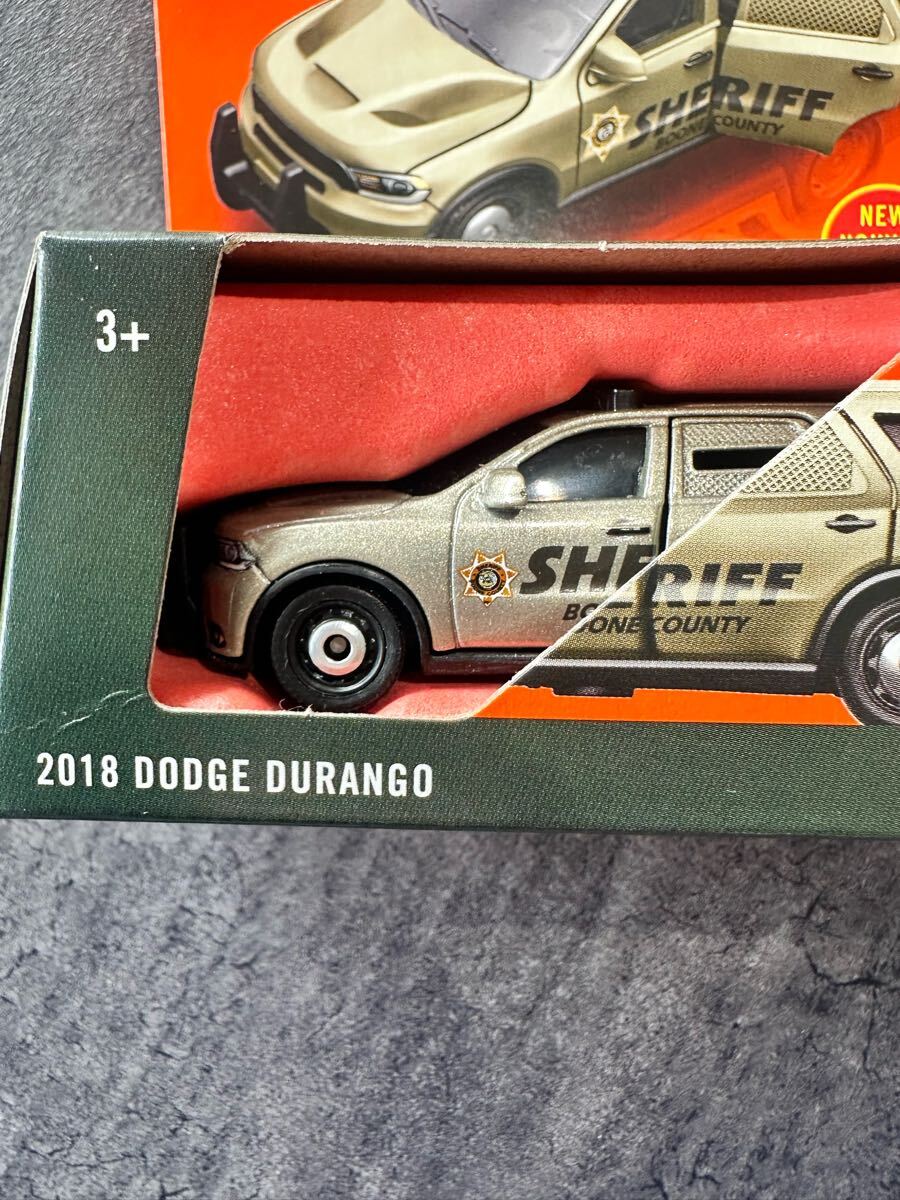 SHERIFF
BOONE COUNTY
NEW
3+
SHERIFF
BOONE COUNTY
2018 DODGE DURANGO